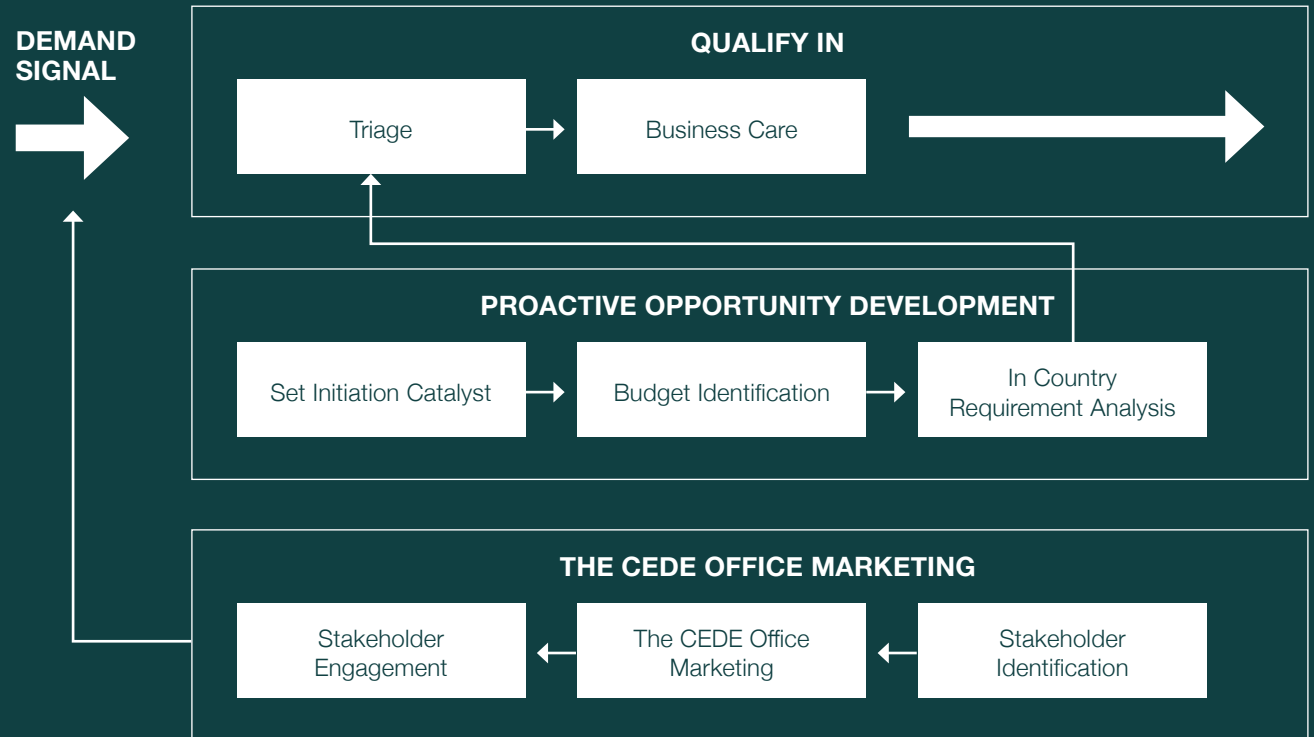 DEMAND
SIGNAL
QUALIFY IN
Triage
Business Care
PROACTIVE OPPORTUNITY DEVELOPMENT
Set Initiation Catalyst
Budget Identification
In Country
Requirement Analysis
THE CEDE OFFICE MARKETING
Stakeholder
Engagement
The CEDE Office
Marketing
Stakeholder
Identification